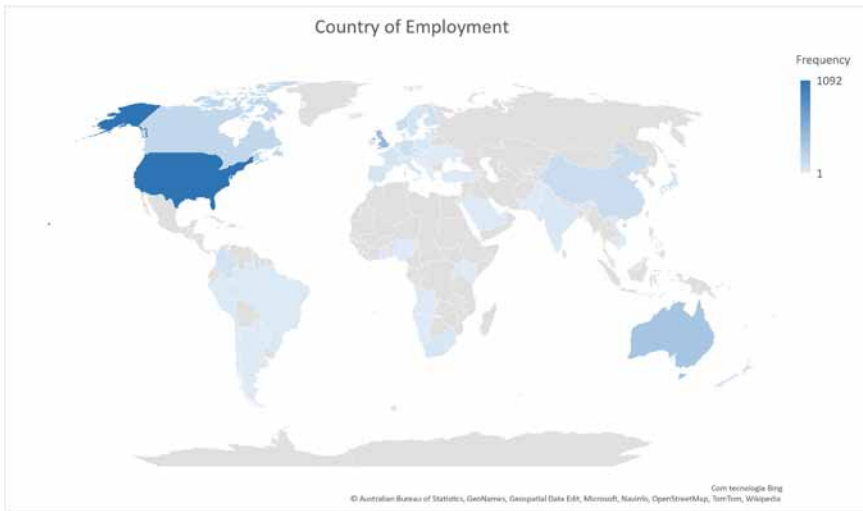 Country of Employment
Frequency
1092
1
Com tecnologia Bing
© Australian Bureau of Statistics, GeoNames, Geospatial Data Edit, Microsoft, Navinfo, OpenStreetMap, TomTom, Wikipedia